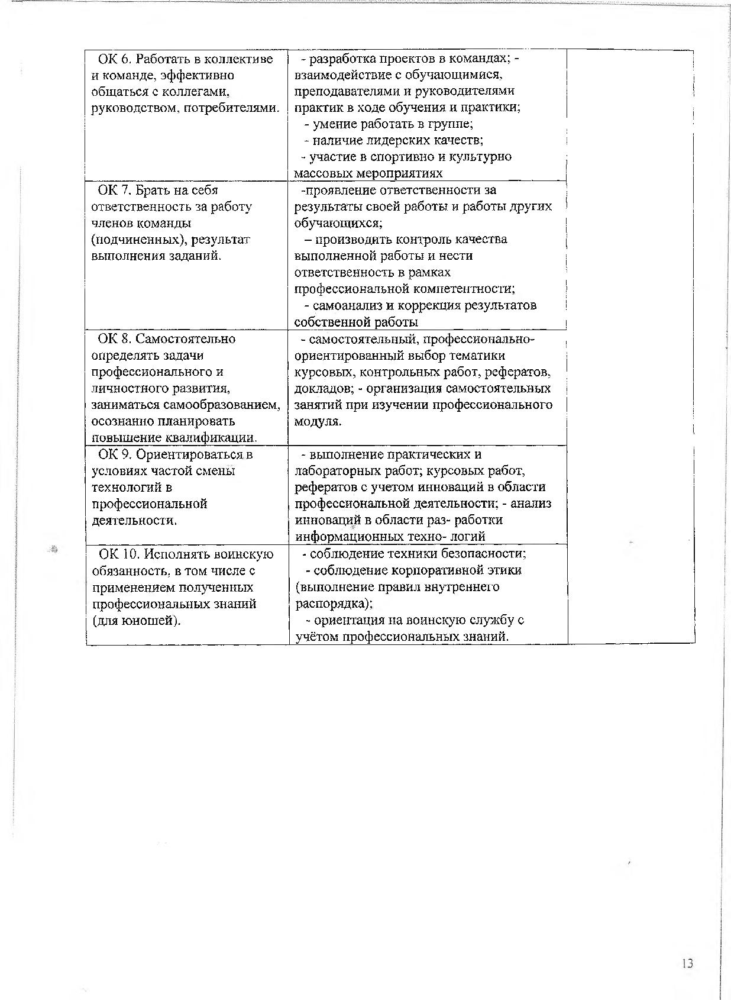 ОК 6. Работать в коллективе
и команде, эффективно
общаться с коллегами,
руководством, потребителями.
- разработка проектов в командах; -
взаимодействие с обучающимися,
преподавателями и руководителями
практик в ходе обучения и практики;
- умение работать в группе;
- наличие лидерских качеств;
- участие в спортивно и культурно
массовых мероприятиях
ОК 7. Брать на себя
ответственность за работу
членов команды
(подчиненных), результат
выполнения заданий.
-проявление ответственности за
результаты своей работы и работы других
обучающихся;
– производить контроль качества
выполненной работы и нести
ответственность в рамках
профессиональной компетентности;
- самоанализ и коррекция результатов
собственной работы
ОК 8. Самостоятельно
определять задачи
профессионального и
личностного развития,
заниматься самообразованием,
осознанно планировать
повышение квалификации.
- самостоятельный, профессионально-
ориентированный выбор тематики
курсовых, контрольных работ, рефератов,
докладов; - организация самостоятельных
занятий при изучении профессионального
модуля.
ОК 9. Ориентироваться в
условиях частой смены
технологий в
профессиональной
деятельности.
- выполнение практических и
лабораторных работ; курсовых работ,
рефератов с учетом инноваций в области
профессиональной деятельности; - анализ
инноваций в области раз- работки
информационных техно- логий
ОК 10. Исполнять воинскую
обязанность, в том числе с
применением полученных
профессиональных знаний
(для юношей).
- соблюдение техники безопасности;
- соблюдение корпоративной этики
(выполнение правил внутреннего
распорядка);
- ориентация на воинскую службу с
учётом профессиональных знаний.
13